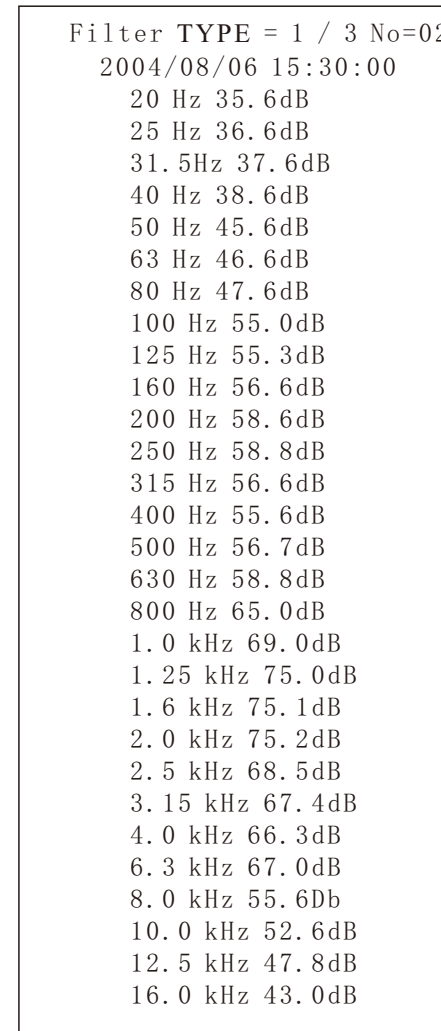 Filter TYPE = 1 / 3 No=02
2004/08/06 15:30:00
20 Hz 35.6dB
25 Hz 36.6dB
31.5Hz 37.6dB
40 Hz 38.6dB
50 Hz 45.6dB
63 Hz 46.6dB
80 Hz 47.6dB
100 Hz 55.0dB
125 Hz 55.3dB
160 Hz 56.6dB
200 Hz 58.6dB
250 Hz 58.8dB
315 Hz 56.6dB
400 Hz 55.6dB
500 Hz 56.7dB
630 Hz 58.8dB
800 Hz 65.0dB
1.0 kHz 69.0dB
1.25 kHz 75.0dB
1.6 kHz 75.1dB
2.0 kHz 75.2dB
2.5 kHz 68.5dB
3.15 kHz 67.4dB
4.0 kHz 66.3dB
6.3 kHz 67.0dB
8.0 kHz 55.6Db
10.0 kHz 52.6dB
12.5 kHz 47.8dB
16.0 kHz 43.0dB